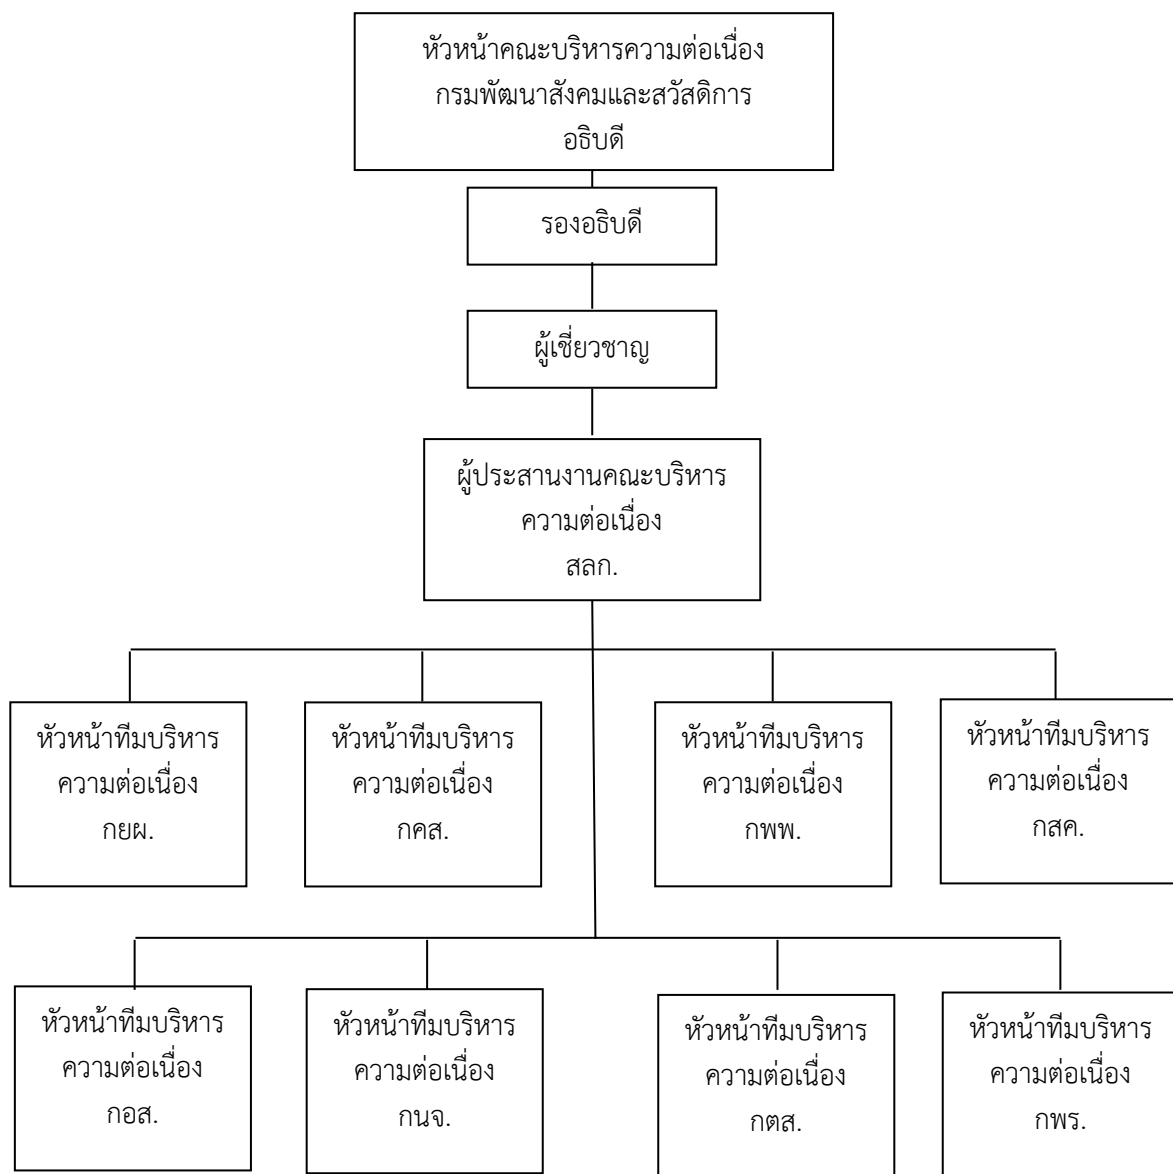 หัวหน้าคณะบริหารความต่อเนื่อง
กรมพัฒนาสังคมและสวัสดิการ
อธิบดี
รองอธิบดี
ผู้เชี่ยวชาญ
ผู้ประสานงานคณะบริหาร
ความต่อเนื่อง
สลก.
หัวหน้าทีมบริหาร
ความต่อเนื่อง
กยผ.
หัวหน้าทีมบริหาร
ความต่อเนื่อง
กคส.
หัวหน้าทีมบริหาร
ความต่อเนื่อง
กพพ.
หัวหน้าทีมบริหาร
ความต่อเนื่อง
กสค.
หัวหน้าทีมบริหาร
ความต่อเนื่อง
กอส.
หัวหน้าทีมบริหาร
ความต่อเนื่อง
กนจ.
หัวหน้าทีมบริหาร
ความต่อเนื่อง
กตส.
หัวหน้าทีมบริหาร
ความต่อเนื่อง
กพร.